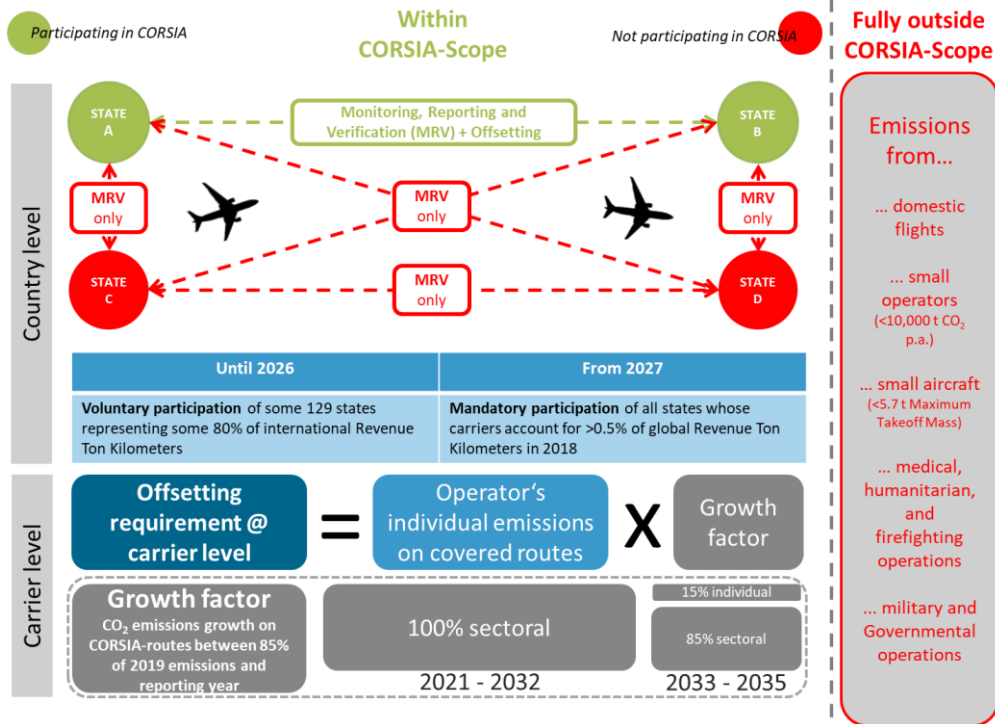 Participating in CORSIA
Within
CORSIA-Scope
Not participating in CORSIA
Fully outside
CORSIA-Scope
Country level
STATE
A
Monitoring, Reporting and
Verification (MRV) + Offsetting
STATE
B
MRV
only
MRV
only
MRV
only
STATE
C
MRV
only
STATE
D
Until 2026
From 2027
Voluntary participation of some 129 states
representing some 80% of international Revenue
Ton Kilometers
Mandatory participation of all states whose
carriers account for >0.5% of global Revenue Ton
Kilometers in 2018
Carrier level
Offsetting
requirement @
carrier level
=
Operator‘s
individual emissions
on covered routes
X
Growth
factor
Growth factor
CO₂ emissions growth on
CORSIA-routes between 85%
of 2019 emissions and
reporting year
100% sectoral
2021 - 2032
15% individual
85% sectoral
2033 - 2035
Emissions
from...
... domestic
flights
... small
operators
(<10,000 t CO₂
p.a.)
... small aircraft
(<5.7 t Maximum
Takeoff Mass)
... medical,
humanitarian,
and
firefighting
operations
... military and
Governmental
operations